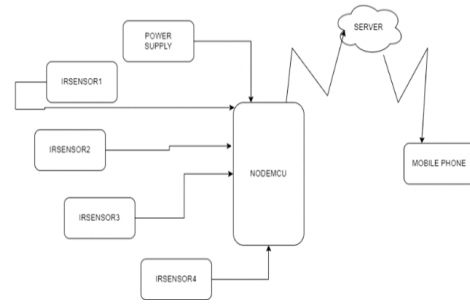 POWER
SUPPLY
SERVER
IRSENSOR1
IRSENSOR2
NODEMCU
MOBILE PHONE
IRSENSOR3
IRSENSOR4